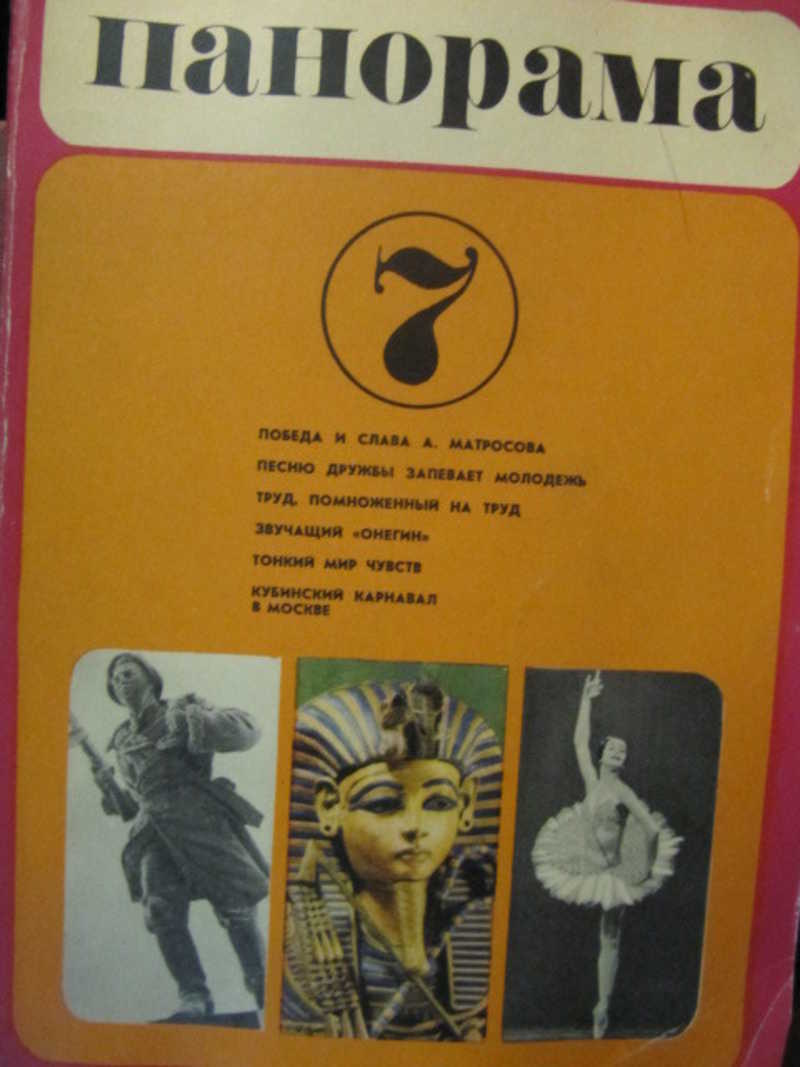 панорама
7
ПОБЕДА И СЛАВА А. МАТРОСОВА
ПЕСНЮ ДРУЖБЫ ЗАПЕВАЕТ МОЛОДЕЖЬ
ТРУД, ПОМНОЖЕННЫЙ НА ТРУД
ЗВУЧАЩИЙ «ОНЕГИН»
ТОНКИЙ МИР ЧУВСТВ
КУБИНСКИЙ КАРНАВАЛ
В МОСКВЕ